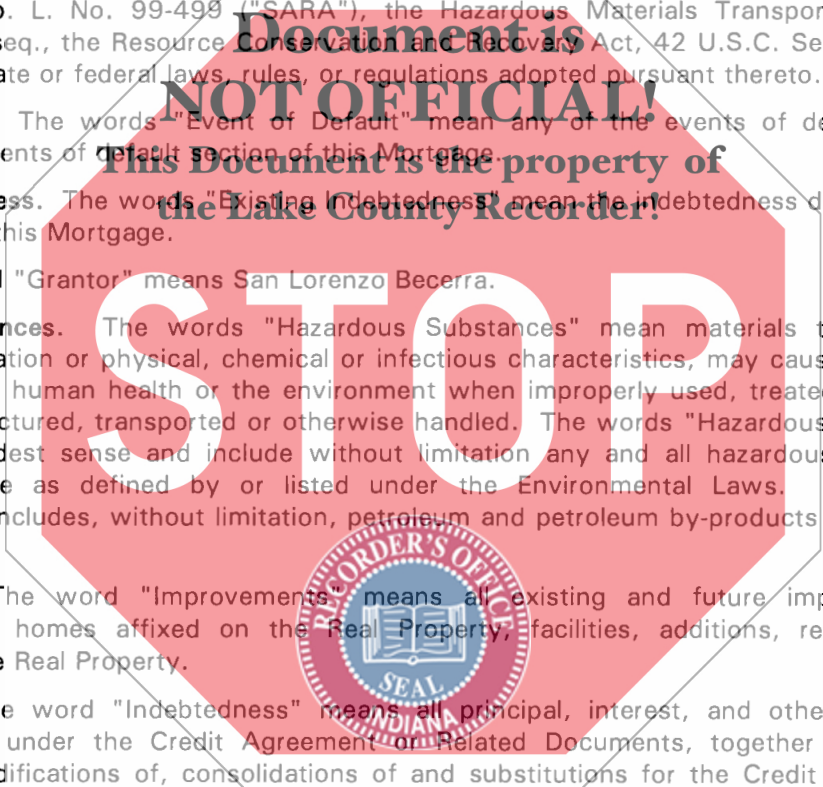 o. L. No. 99-499 ("SARA"), the Hazardous Materials Transpor
Document is
seq., the Resource Conservation and Recovery Act, 42 U.S.C. Se
ate or federal laws, rules, or regulations adopted pursuant thereto.
NOT OFFICIAL!
The words "Event of Default" mean any of the events of de
ents of default section of this Mortgage.
This Document is the property of
ess. The words "Existing Indebtedness" mean the indebtedness d
the Lake County Recorder!
this Mortgage.
"Grantor" means San Lorenzo Becerra.
nces. The words "Hazardous Substances" mean materials t
STOP
ation or physical, chemical or infectious characteristics, may caus
human health or the environment when improperly used, treate
ctured, transported or otherwise handled. The words "Hazardous
dest sense and include without limitation any and all hazardous
e as defined by or listed under the Environmental Laws.
ncludes, without limitation, petroleum and petroleum by-products
RECORDER'S OFFICE
The word "Improvements" means all existing and future imp
homes affixed on the Real Property, facilities, additions, re
e Real Property.
SEAL
INDIANA
e word "Indebtedness" means all principal, interest, and othe
under the Credit Agreement or Related Documents, together
difications of, consolidations of and substitutions for the Credit